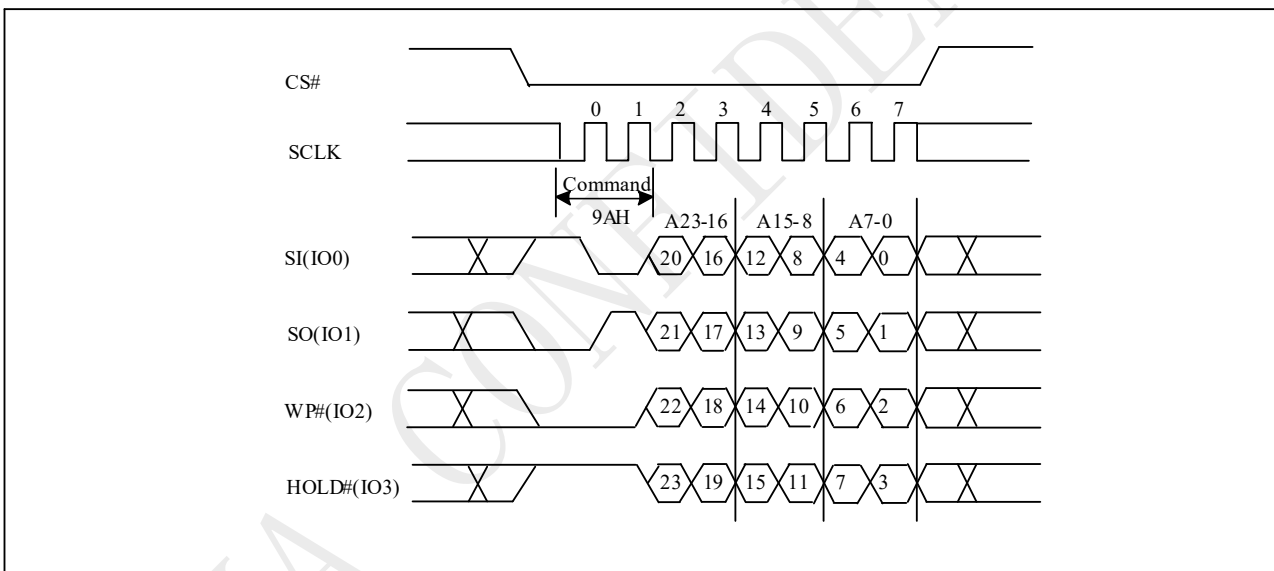 CS#
0 1 2 3 4 5 6 7
SCLK
Command
9AH
A23-16 A15-8 A7-0
SI(IO0)
20 16 12 8 4 0
SO(IO1)
21 17 13 9 5 1
WP#(IO2)
22 18 14 10 6 2
HOLD#(IO3)
23 19 15 11 7 3